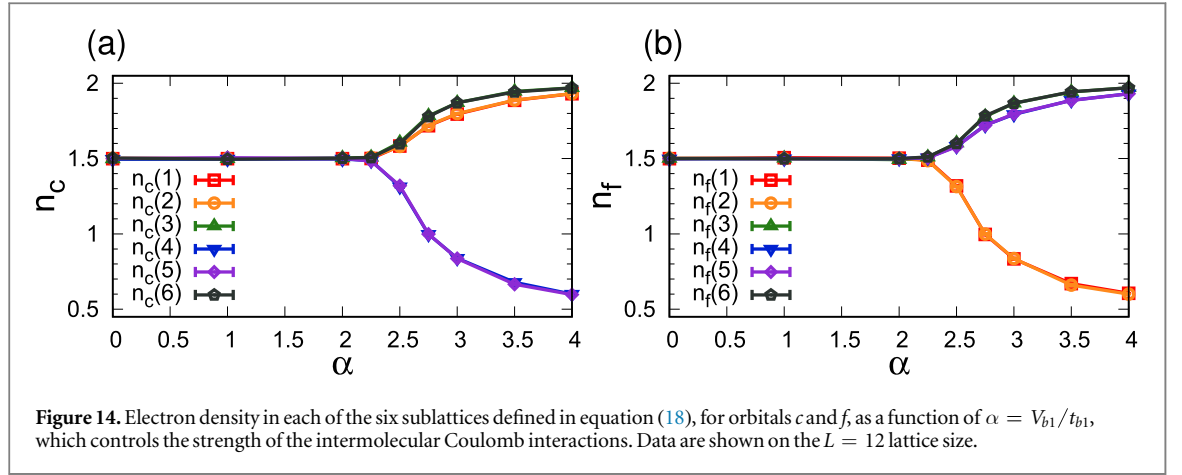 (a)
(b)
2
1.5
1
0.5
n_c
n_c(1)
n_c(2)
n_c(3)
n_c(4)
n_c(5)
n_c(6)
0 0.5 1 1.5 2 2.5 3 3.5 4
α
2
1.5
1
0.5
n_f
n_f(1)
n_f(2)
n_f(3)
n_f(4)
n_f(5)
n_f(6)
0 0.5 1 1.5 2 2.5 3 3.5 4
α
Figure 14. Electron density in each of the six sublattices defined in equation (18), for orbitals c and f, as a function of α = V_{b1}/t_{b1},
which controls the strength of the intermolecular Coulomb interactions. Data are shown on the L = 12 lattice size.